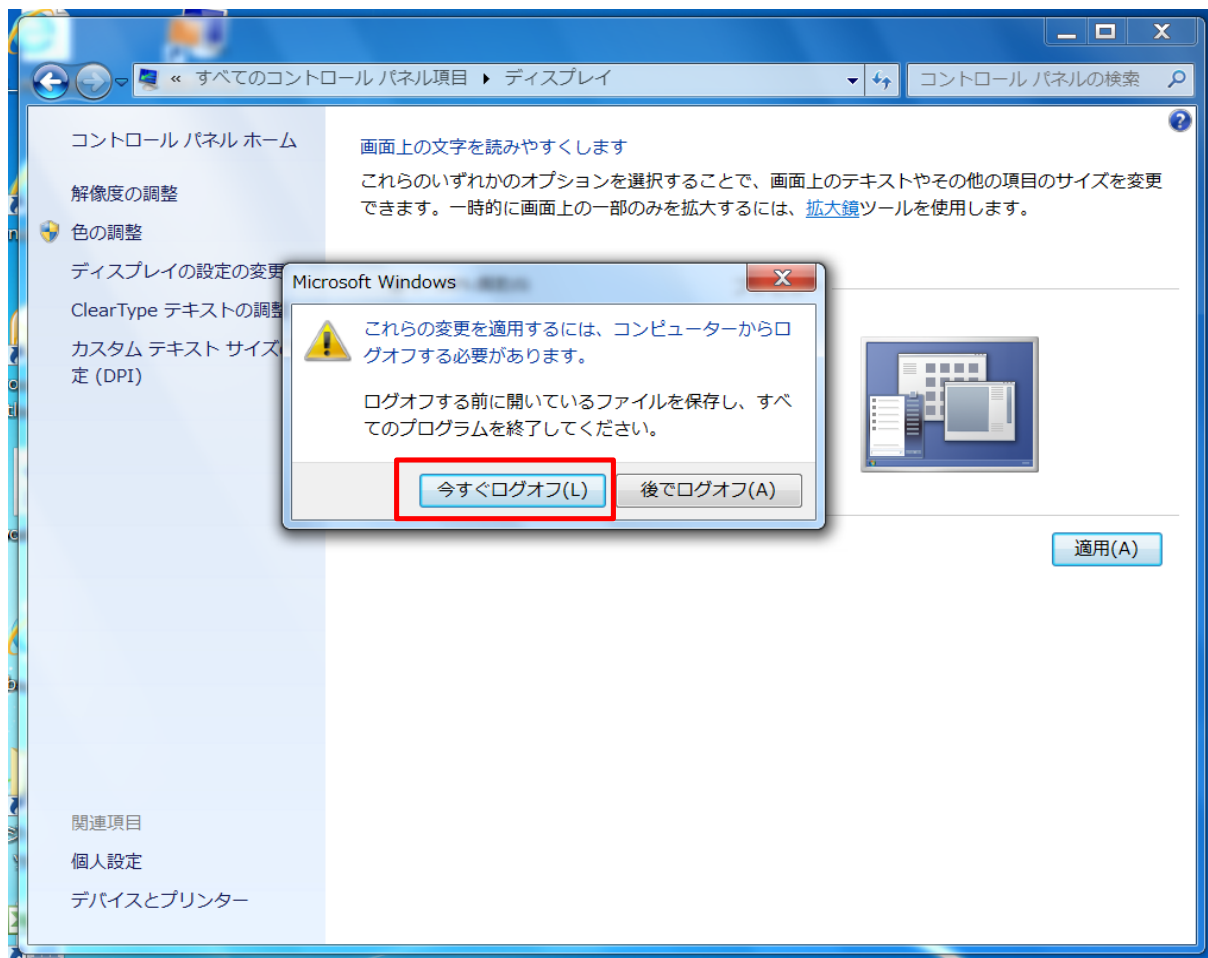 « すべてのコントロール パネル項目 ▶ ディスプレイ
コントロール パネルの検索
コントロール パネル ホーム
解像度の調整
色の調整
ディスプレイの設定の変更
ClearType テキストの調整
カスタム テキスト サイズ
定 (DPI)
関連項目
個人設定
デバイスとプリンター
画面上の文字を読みやすくします
これらのいずれかのオプションを選択することで、画面上のテキストやその他の項目のサイズを変更
できます。一時的に画面上の一部のみを拡大するには、拡大鏡ツールを使用します。
Microsoft Windows
これらの変更を適用するには、コンピューターからロ
グオフする必要があります。
ログオフする前に開いているファイルを保存し、すべ
てのプログラムを終了してください。
今すぐログオフ(L)
後でログオフ(A)
適用(A)